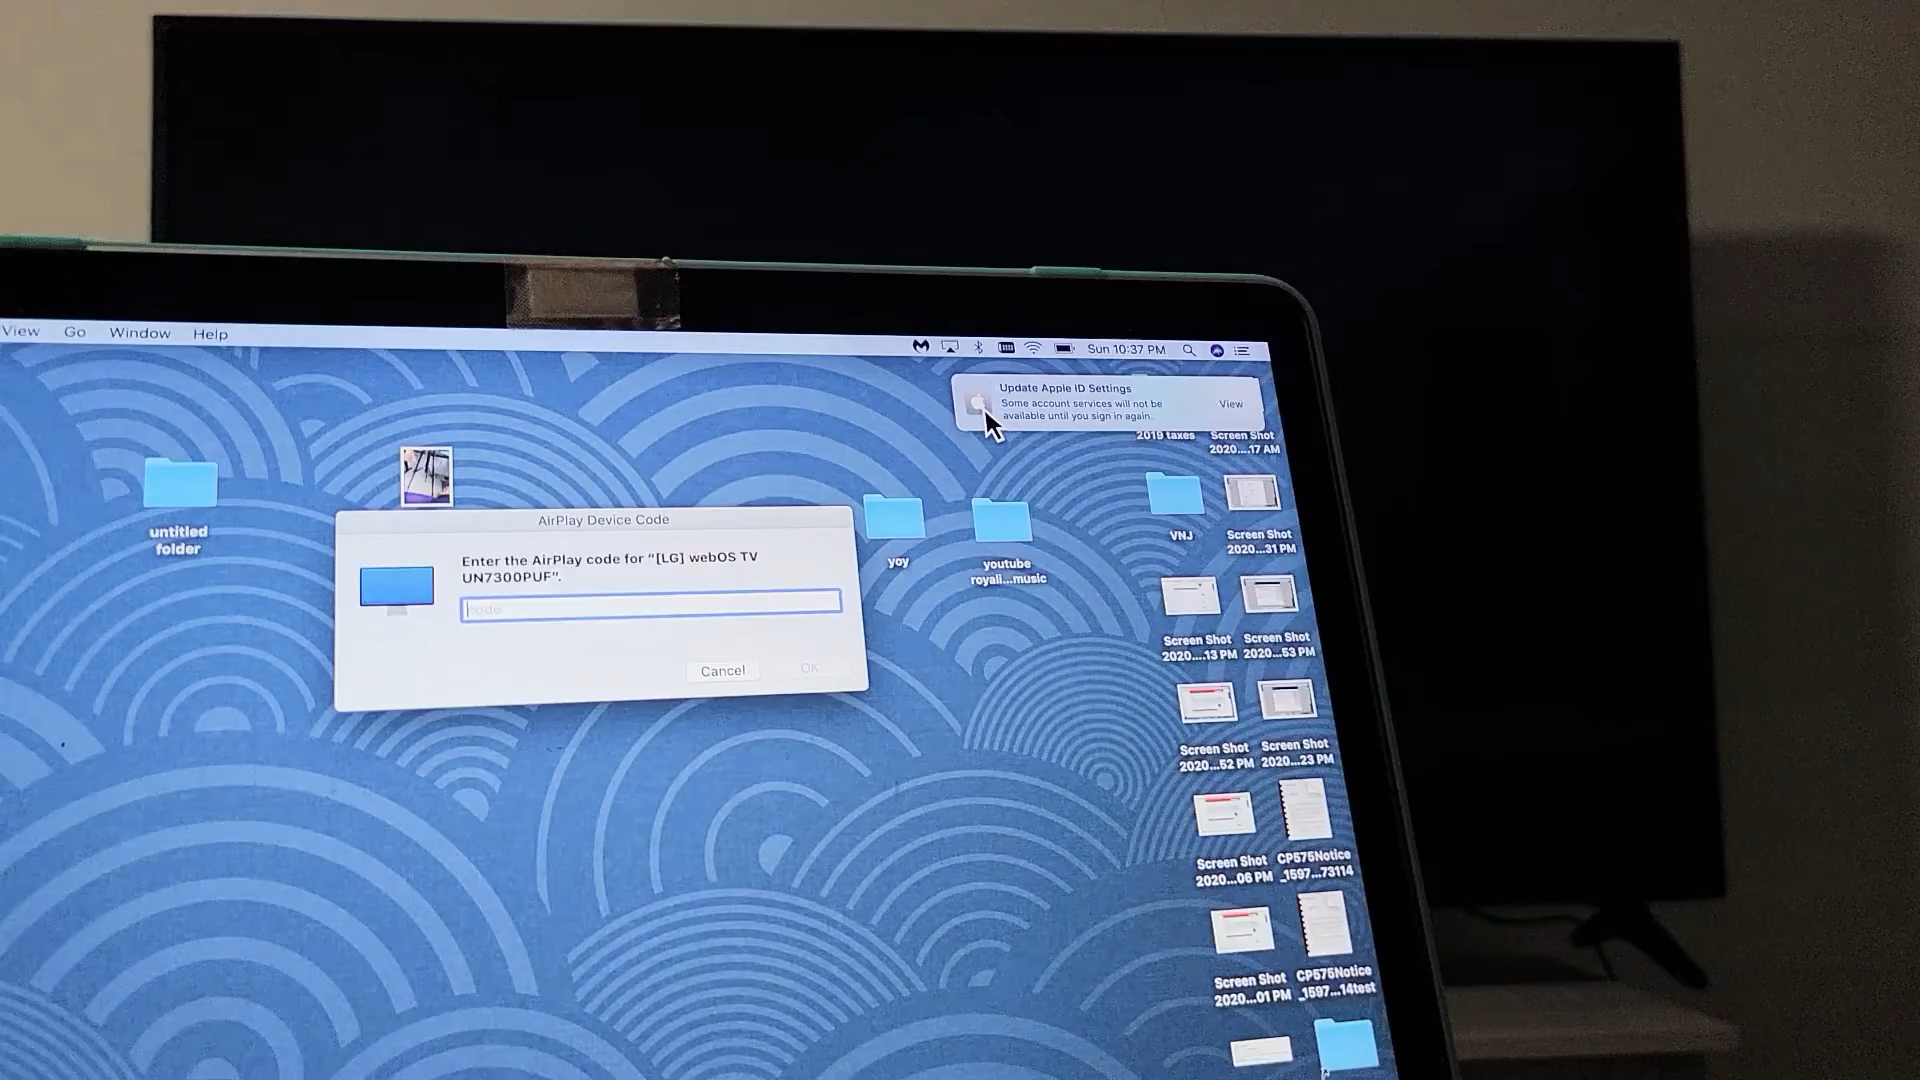 View Go Window Help
Sun 10:37 PM
Update Apple ID Settings
Some account services will not be
available until you sign in again.
View
2019 taxes
Screen Shot
2020....17 AM
untitled
folder
AirPlay Device Code
Enter the AirPlay code for “[LG] webOS TV
UN7300PUF”.
code
Cancel
OK
yoy
youtube
royali...music
VNJ
Screen Shot
2020...31 PM
Screen Shot
2020....13 PM
Screen Shot
2020...53 PM
Screen Shot
2020...52 PM
Screen Shot
2020...23 PM
Screen Shot
2020...06 PM
CP575Notice
_1597...73114
Screen Shot
2020...01 PM
CP575Notice
_1597...14test